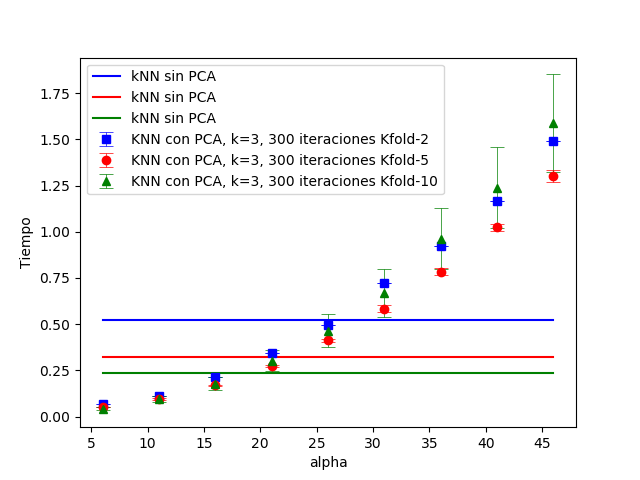 kNN sin PCA
kNN sin PCA
kNN sin PCA
KNN con PCA, k=3, 300 iteraciones Kfold-2
KNN con PCA, k=3, 300 iteraciones Kfold-5
KNN con PCA, k=3, 300 iteraciones Kfold-10
1.75
1.50
1.25
1.00
0.75
0.50
0.25
0.00
Tiempo
5 10 15 20 25 30 35 40 45
alpha